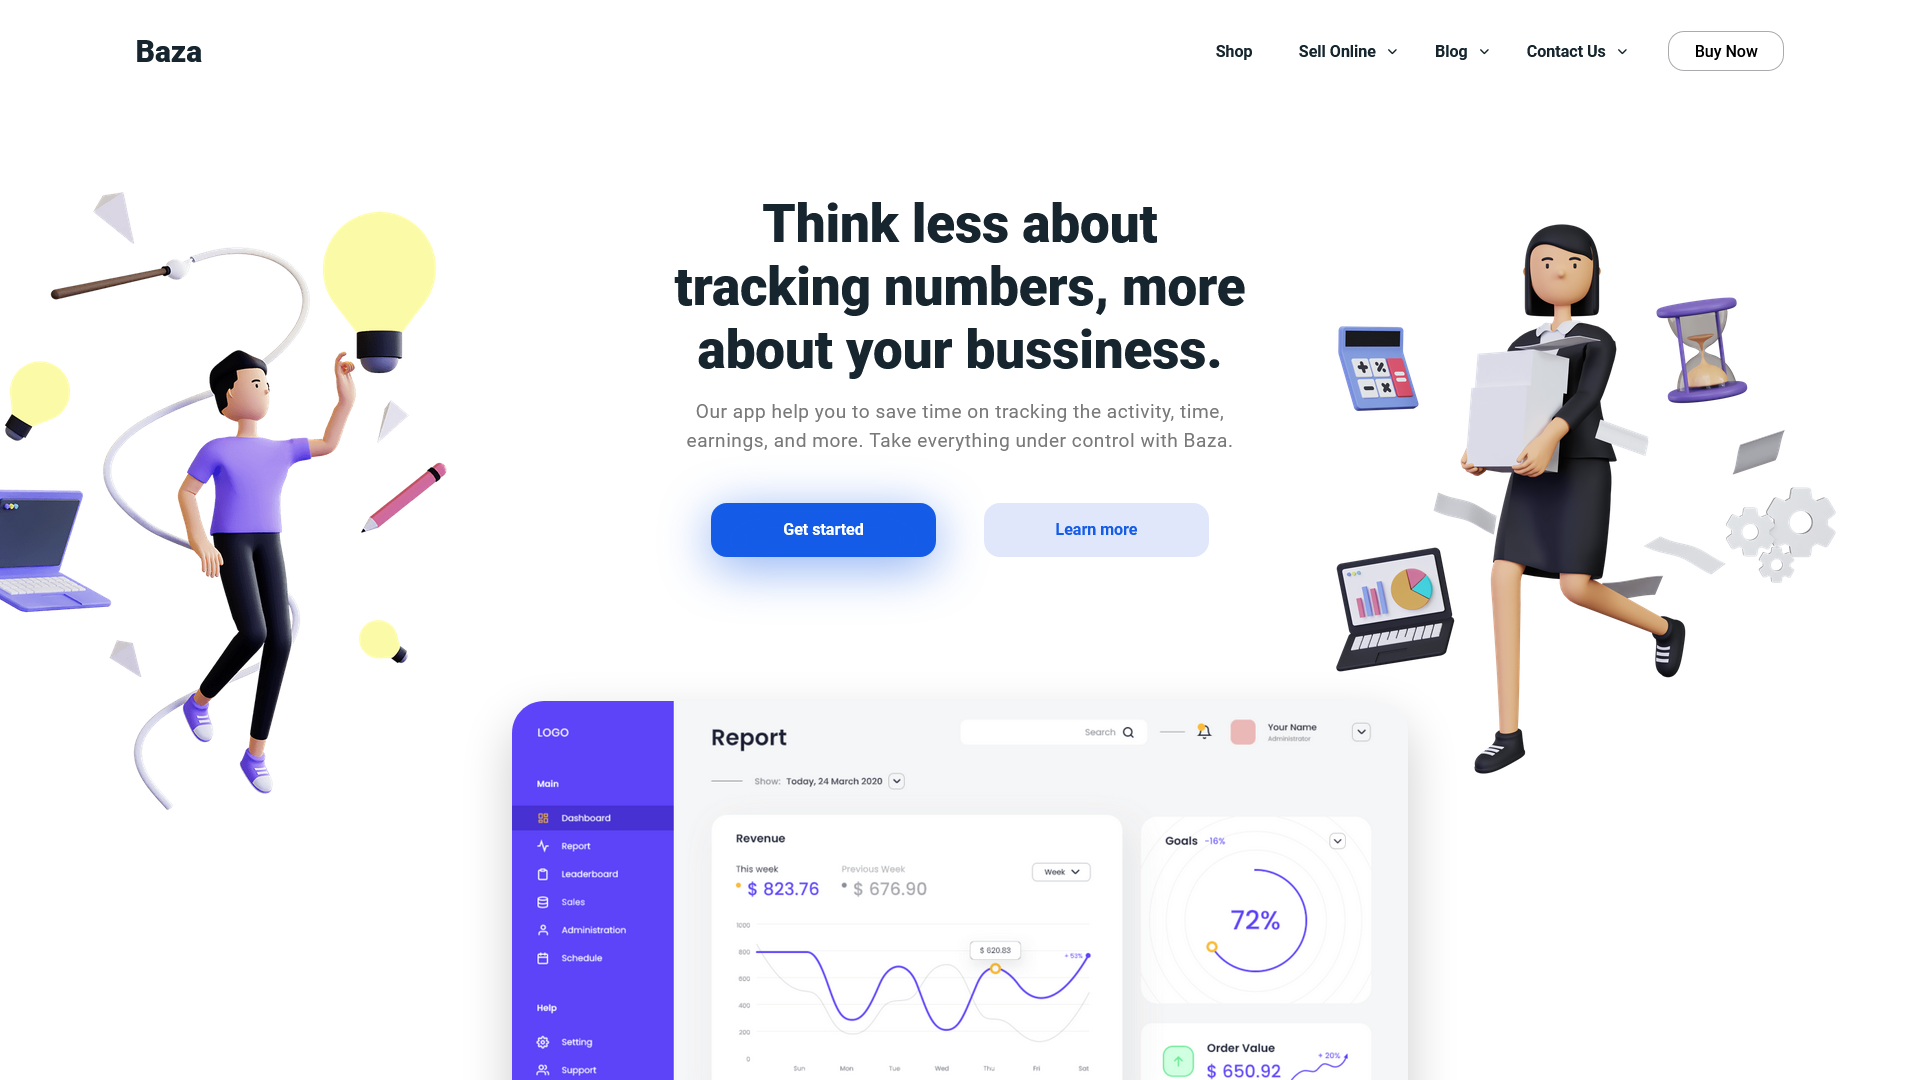 Baza
Shop
Sell Online
Blog
Contact Us
Buy Now
Think less about
tracking numbers, more
about your bussiness.
Our app help you to save time on tracking the activity, time,
earnings, and more. Take everything under control with Baza.
Get started
Learn more
LOGO
Main
Dashboard
Report
Leaderboard
Sales
Administration
Schedule
Help
Setting
Support
Report
Search
Your Name
Administrator
Show: Today, 24 March 2020
Revenue
This week
Previous Week
$ 823.76
$ 676.90
Week
1000
800
600
400
200
0
$ 620.83
+ 53%
Sun
Mon
Tue
Wed
Thu
Fri
Sat
Goals -16%
72%
Order Value
$ 650.92
+ 20%